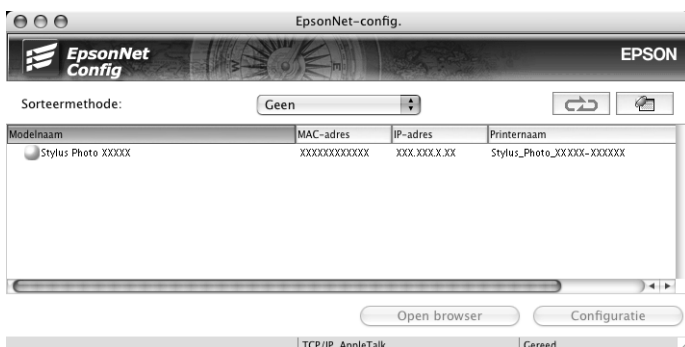 EpsonNet-config.
EpsonNet
Config
EPSON
Sorteermethode:
Geen
Modelnaam MAC-adres IP-adres Printernaam
Stylus Photo XXXXX XXXXXXXXXXXX XXX.XXX.X.XX Stylus_Photo_XXXXX-XXXXXX
Open browser Configuratie
TCP/IP AppleTalk Gereed